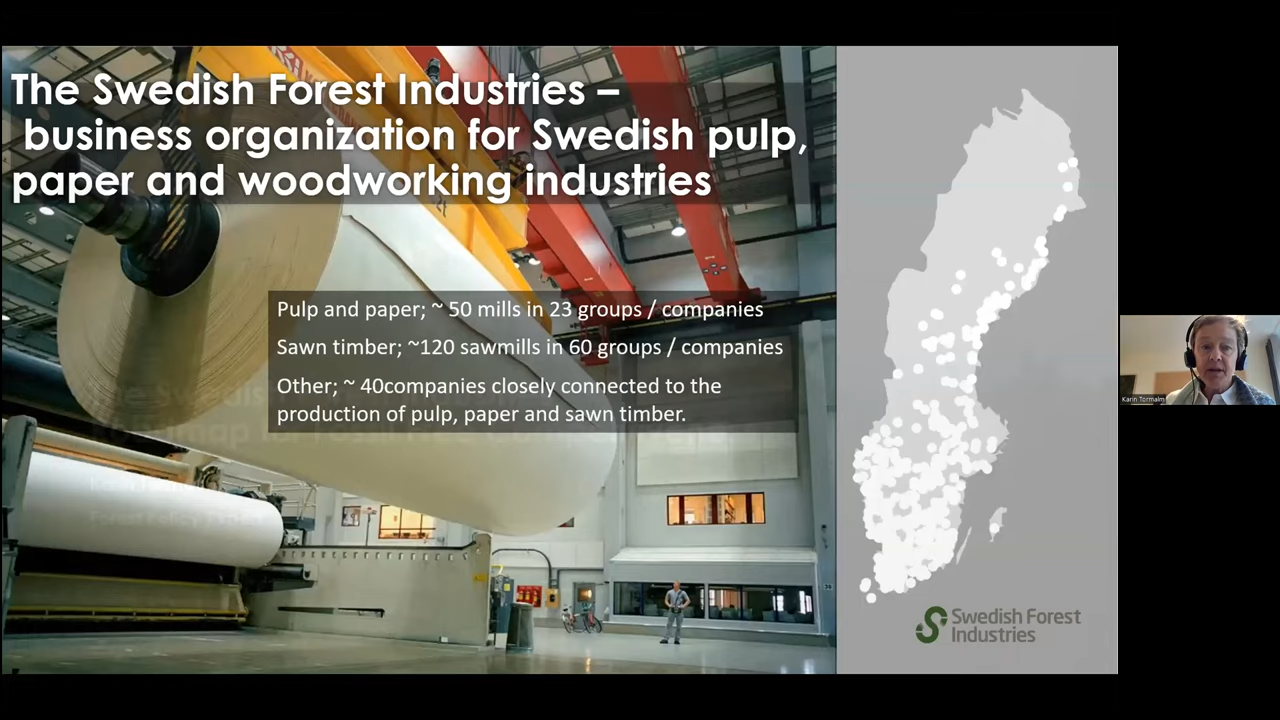 The Swedish Forest Industries –
business organization for Swedish pulp,
paper and woodworking industries
Pulp and paper; ~ 50 mills in 23 groups / companies
Sawn timber; ~120 sawmills in 60 groups / companies
Other; ~ 40companies closely connected to the
production of pulp, paper and sawn timber.
Swedish Forest
Industries
Karin Tormalm